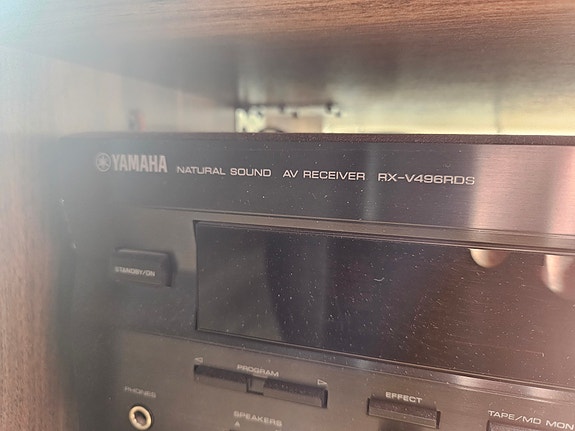 YAMAHA NATURAL SOUND AV RECEIVER RX-V496RDS
STANDBY/ON
PROGRAM
PHONES
SPEAKERS
A
EFFECT
TAPE/MD MON